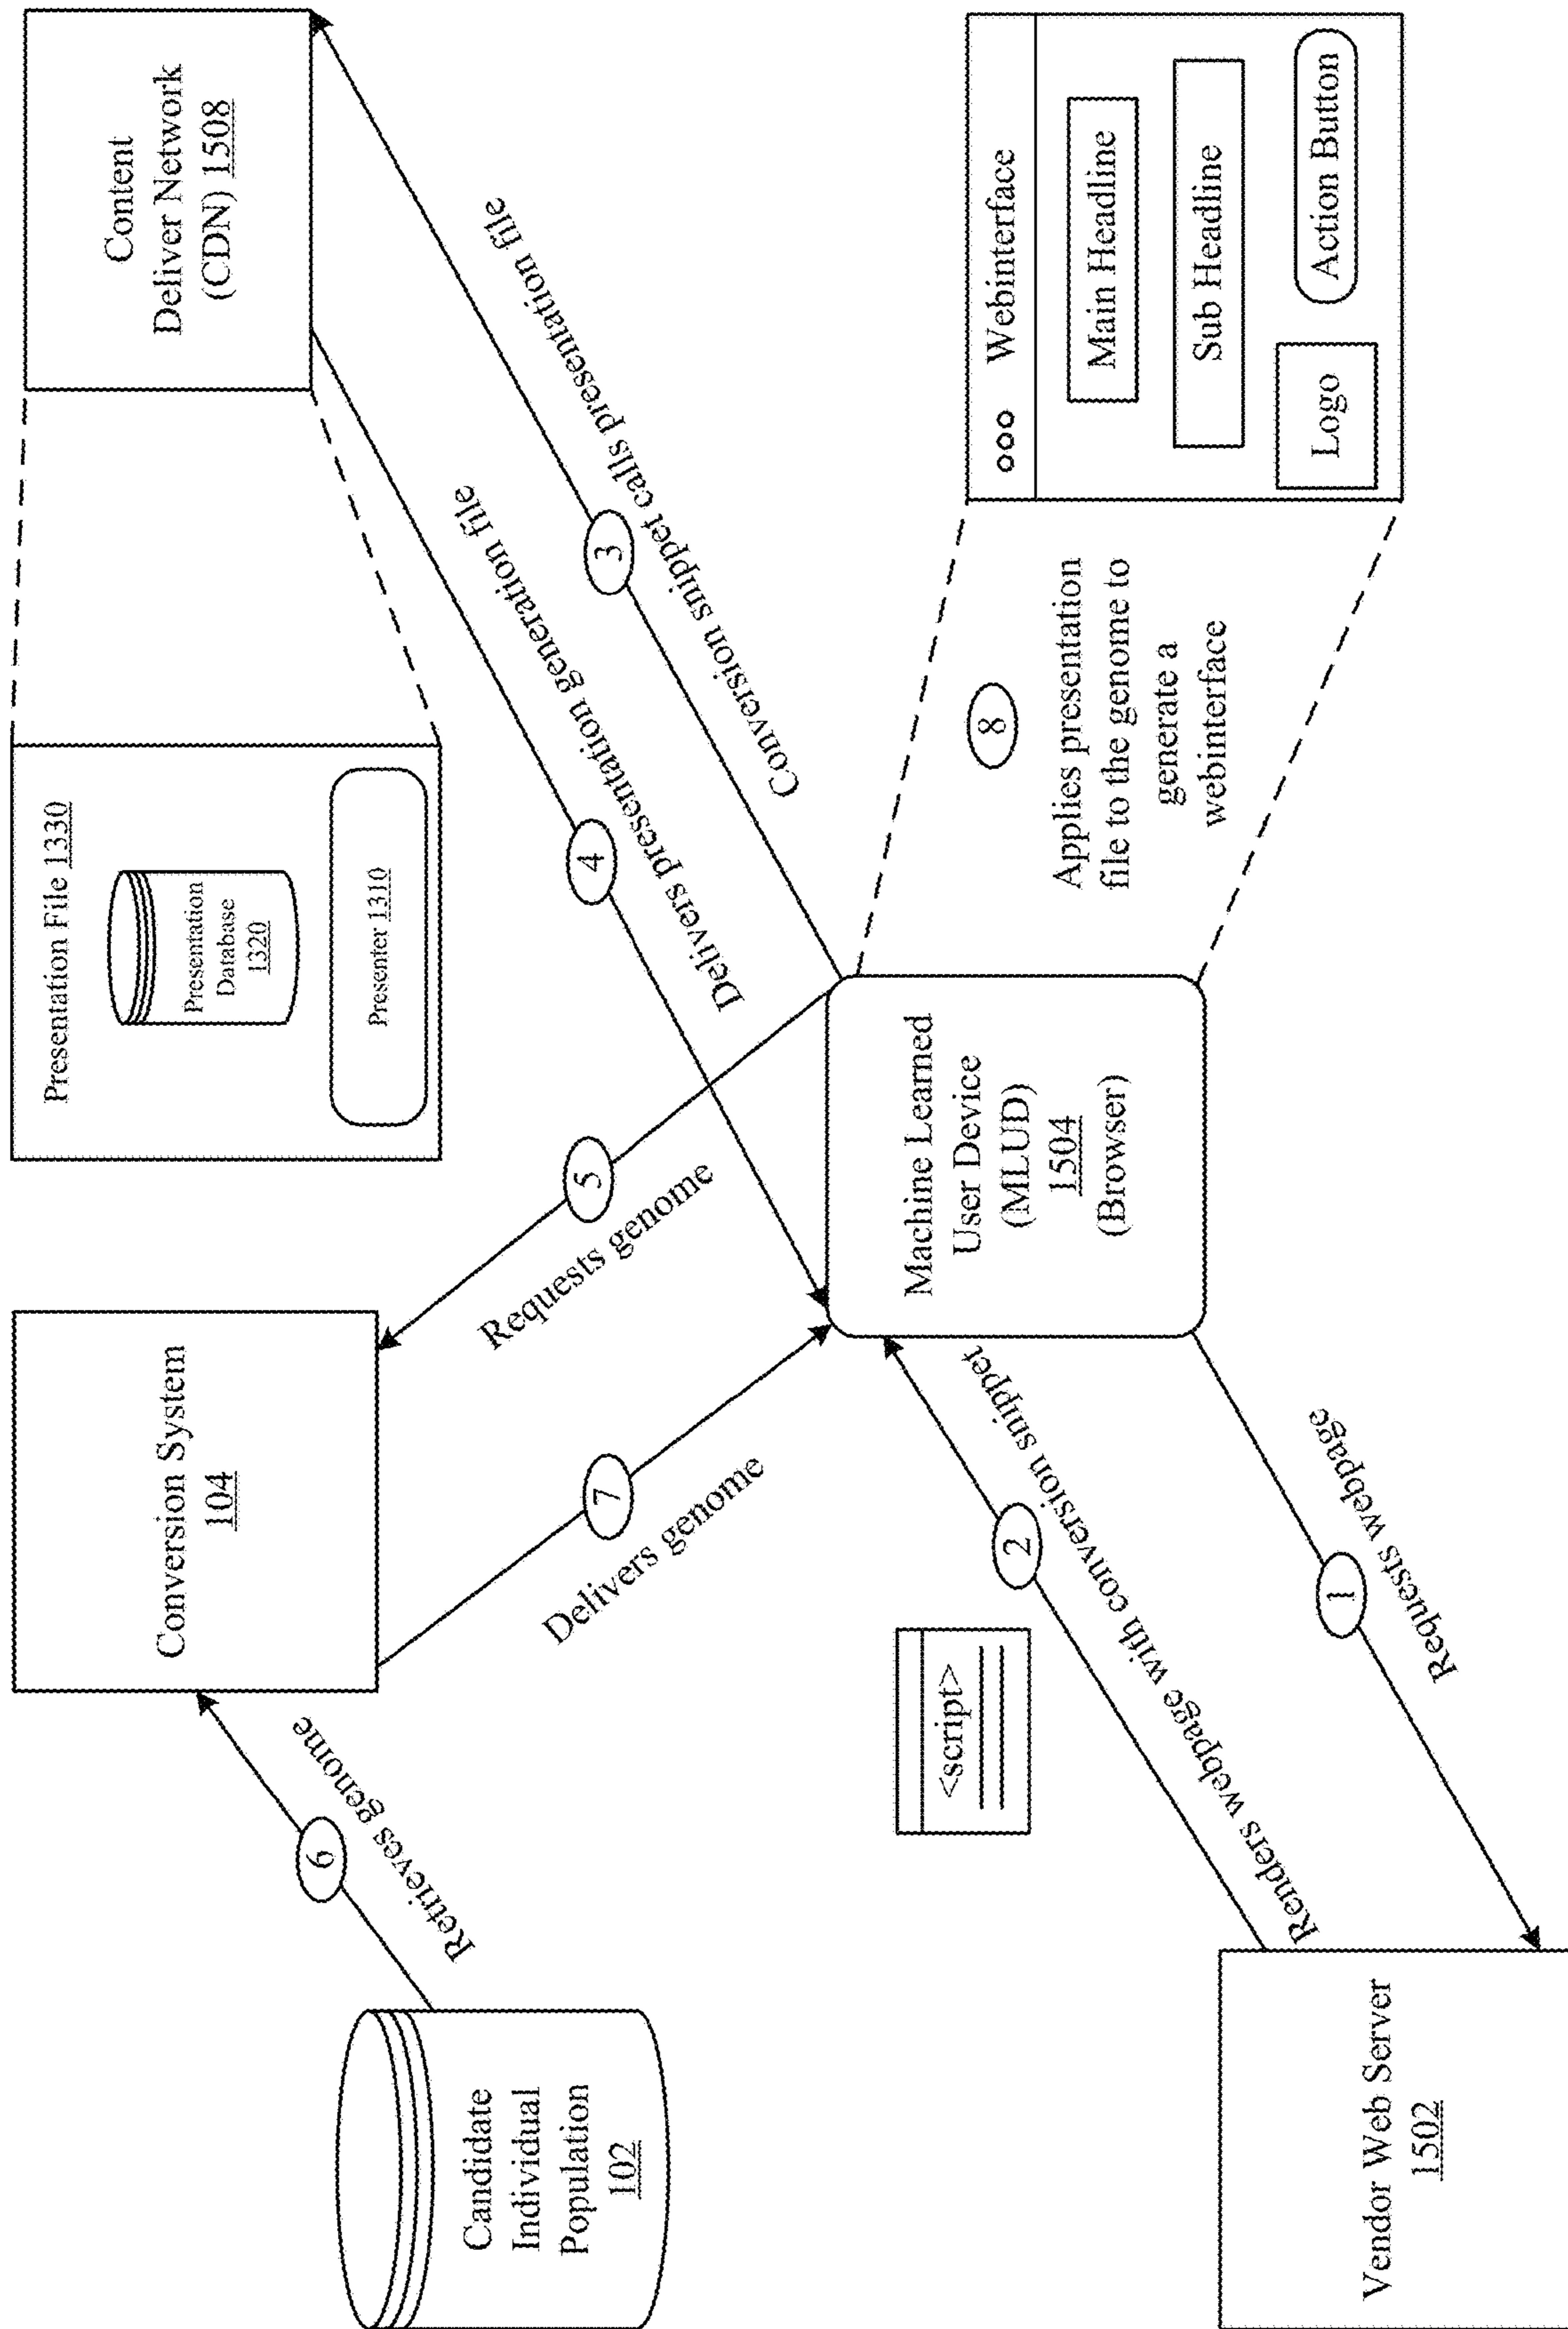 Candidate
Individual
Population
102
6
Retrieves genome
Conversion System
104
5
Requests genome
7
Delivers genome
Presentation File 1330
Presentation
Database
1320
Presenter 1310
Content
Deliver Network
(CDN) 1508
4
Delivers presentation generation file
3
Conversion snippet calls presentation file
Machine Learned
User Device
(MLUD)
1504
(Browser)
<script>
2
Renders webpage with conversion snippet
1
Requests webpage
Vendor Web Server
1502
8
Applies presentation
file to the genome to
generate a
webinterface
Webinterface
Main Headline
Sub Headline
Logo
Action Button